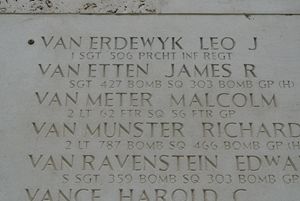 VAN ERDEWYK LEO J
1 SGT 506 PRCHT INF REGT
VAN ETTEN JAMES R
SGT 427 BOMB SQ 303 BOMB GP (H)
VAN METER MALCOLM
2 LT 62 FTR SQ 56 FTR GP
VAN MUNSTER RICHARD
2 LT 787 BOMB SQ 466 BOMB GP (H
VAN RAVENSTEIN EDWA
S SGT 359 BOMB SQ 303 BOMB GP
VANCE HAROLD C